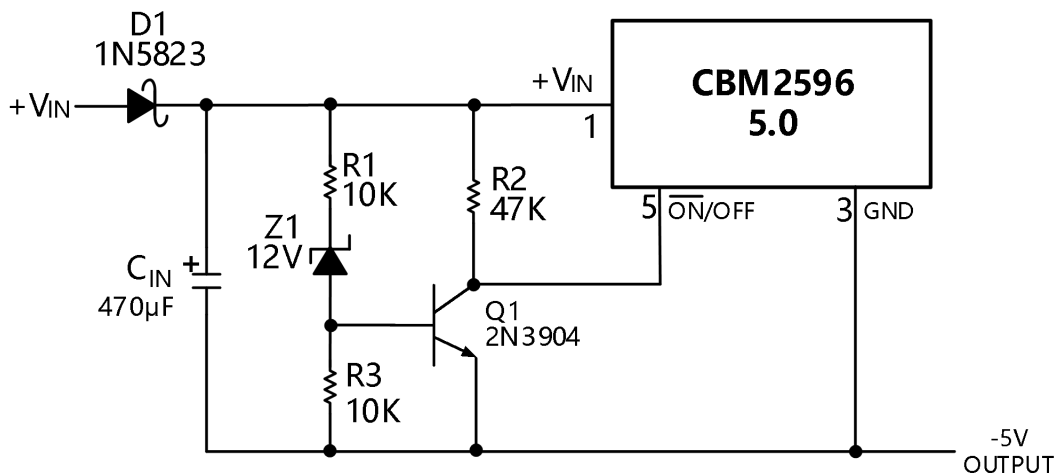 D1
1N5823
+VIN
+VIN
1
CBM2596
5.0
R1
10K
R2
47K
5 ON/OFF
3 GND
Z1
12V
CIN +
470µF
Q1
2N3904
R3
10K
-5V
OUTPUT